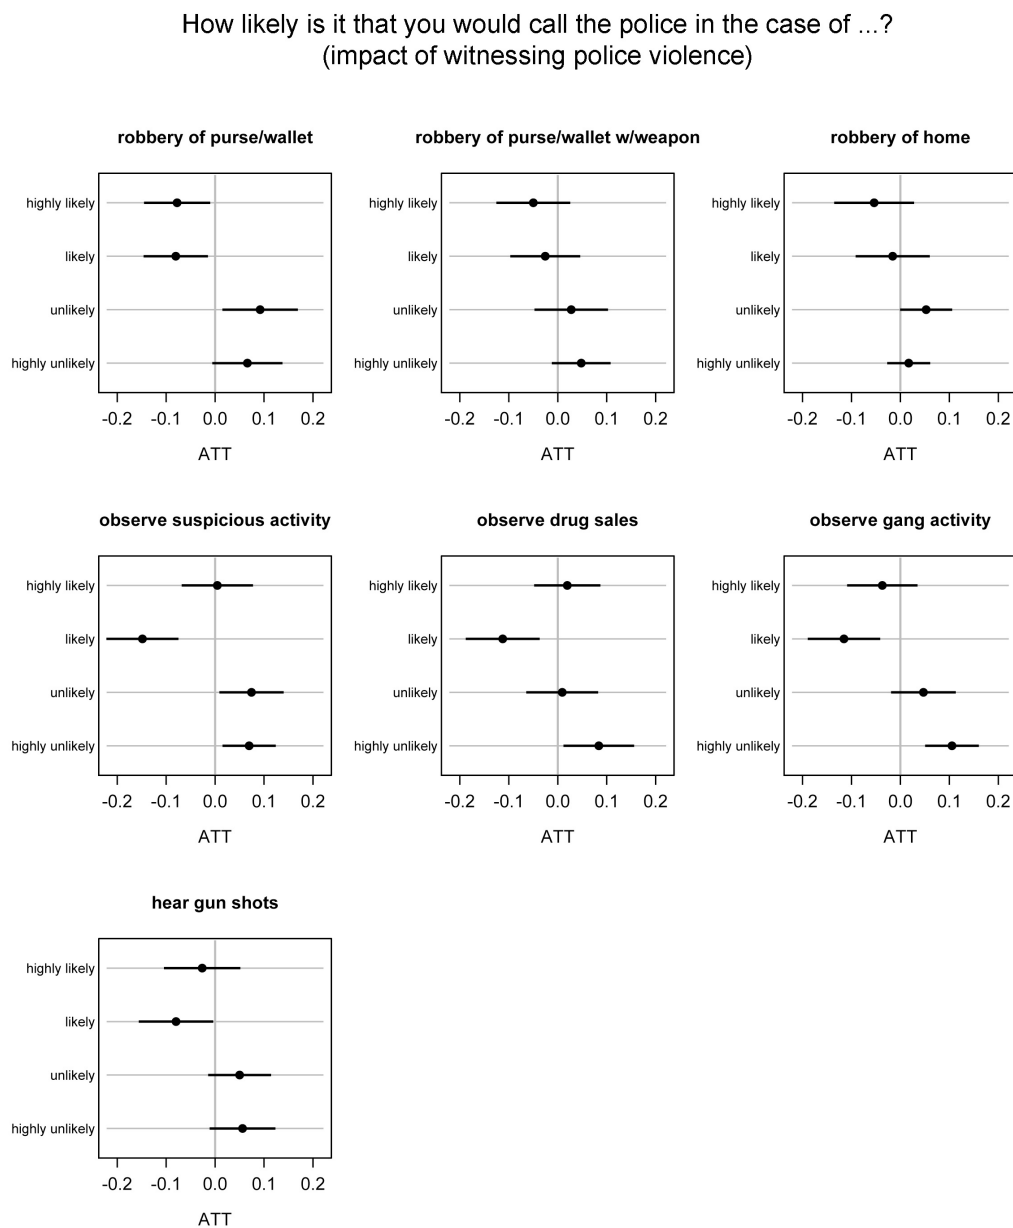 How likely is it that you would call the police in the case of ...?
(impact of witnessing police violence)
robbery of purse/wallet
highly likely
likely
unlikely
highly unlikely
-0.2 -0.1 0.0 0.1 0.2
ATT
robbery of purse/wallet w/weapon
highly likely
likely
unlikely
highly unlikely
-0.2 -0.1 0.0 0.1 0.2
ATT
robbery of home
highly likely
likely
unlikely
highly unlikely
-0.2 -0.1 0.0 0.1 0.2
ATT
observe suspicious activity
highly likely
likely
unlikely
highly unlikely
-0.2 -0.1 0.0 0.1 0.2
ATT
observe drug sales
highly likely
likely
unlikely
highly unlikely
-0.2 -0.1 0.0 0.1 0.2
ATT
observe gang activity
highly likely
likely
unlikely
highly unlikely
-0.2 -0.1 0.0 0.1 0.2
ATT
hear gun shots
highly likely
likely
unlikely
highly unlikely
-0.2 -0.1 0.0 0.1 0.2
ATT